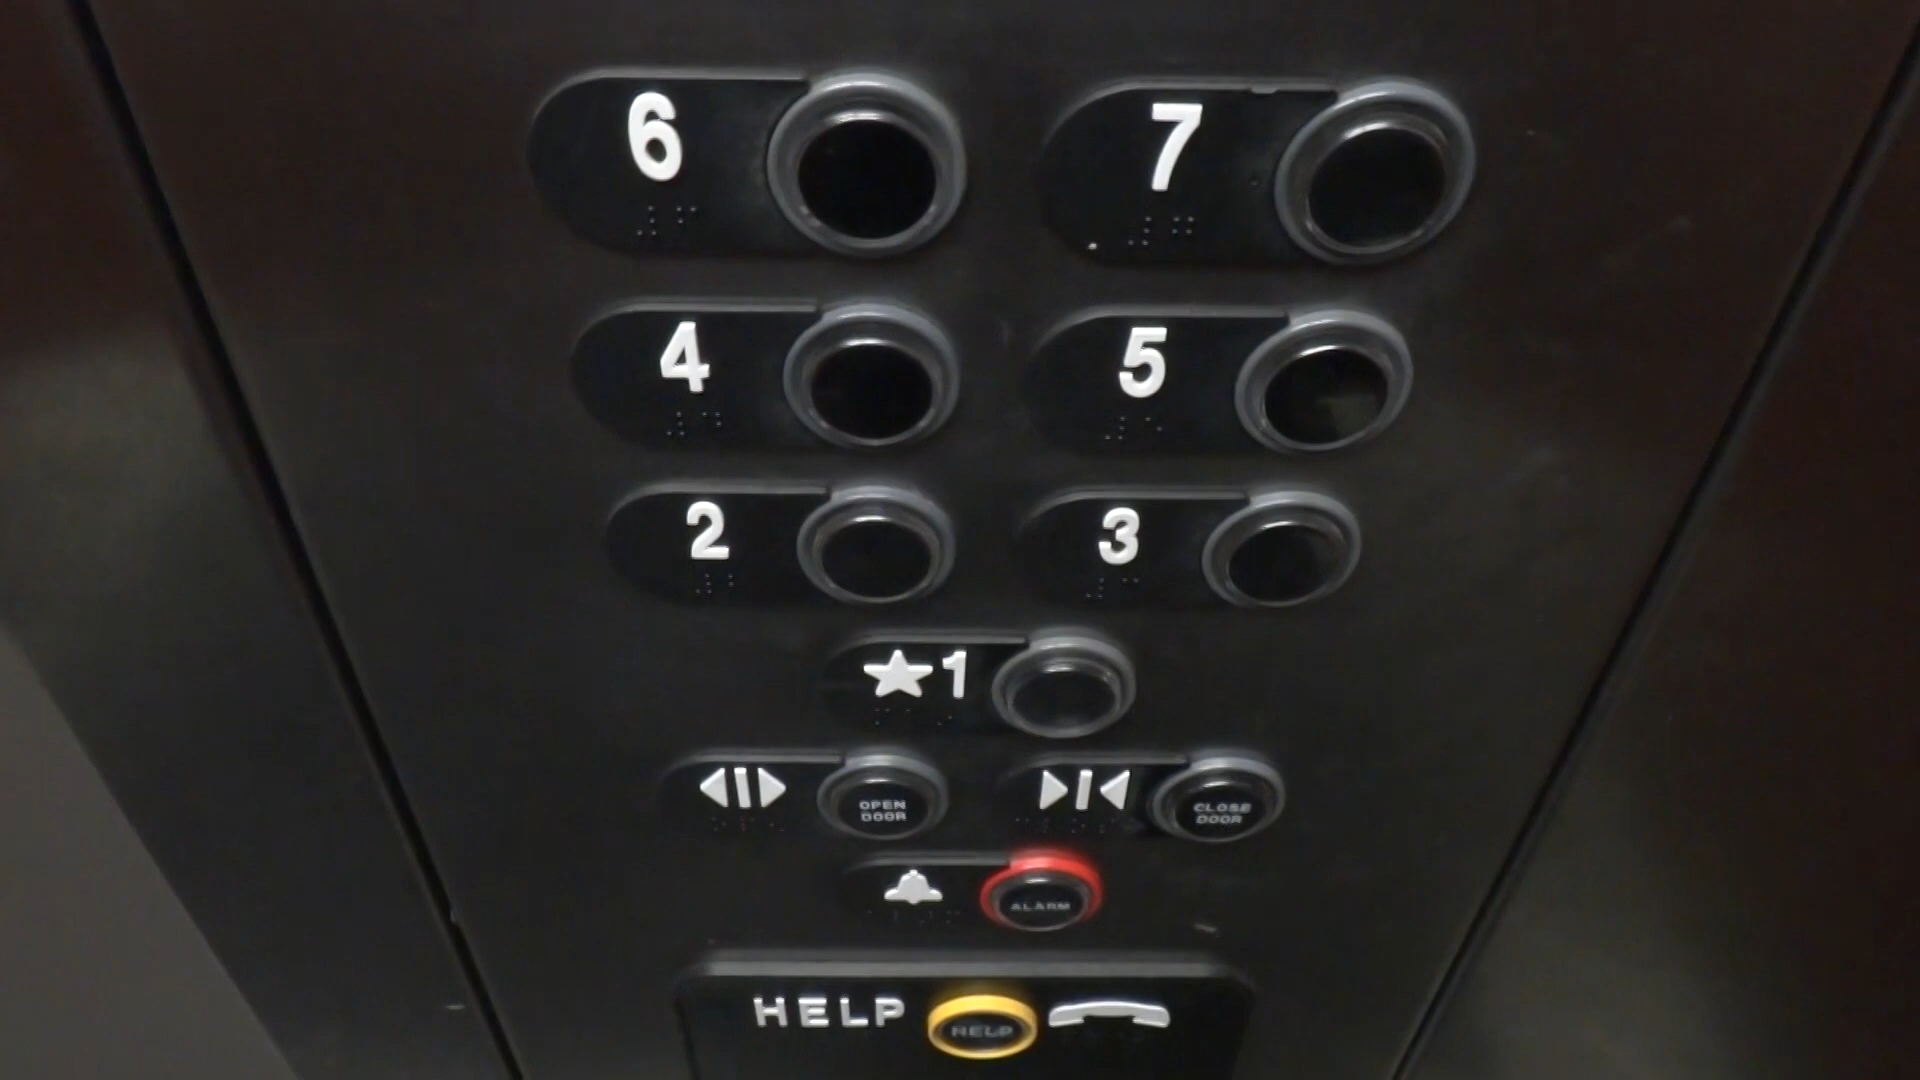 6 7
4 5
2 3
★1
OPEN DOOR CLOSE DOOR
ALARM
HELP HELP